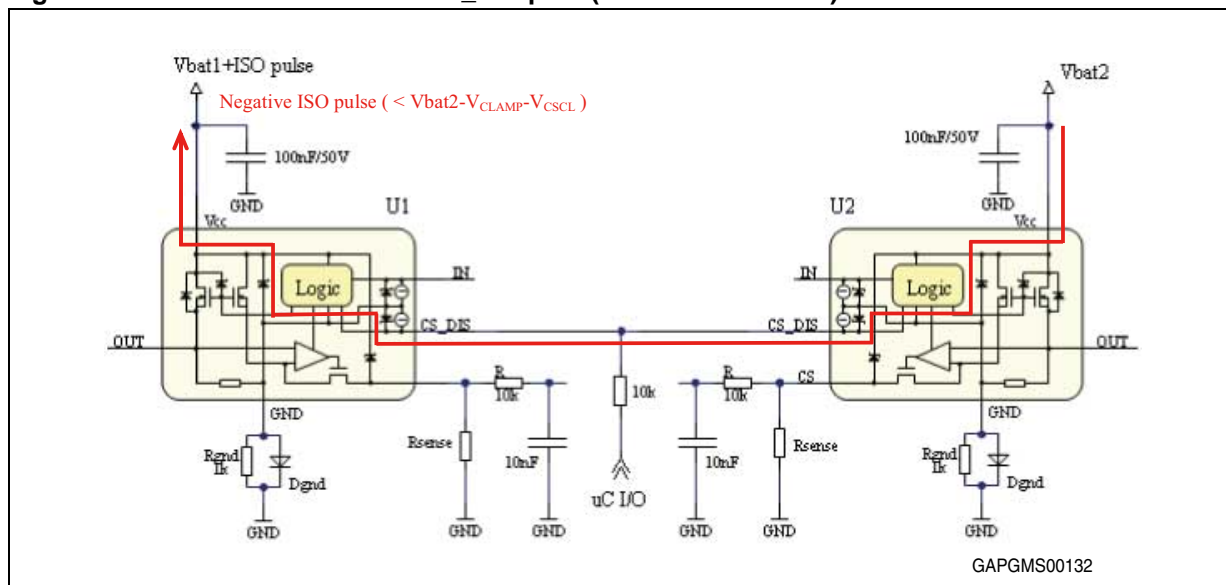 Vbat1+ISO pulse
Vbat2
Negative ISO pulse ( < Vbat2-VCLAMP-VCSCL )
100nF/50V
100nF/50V
GND
GND
Vcc
U1
U2
Vcc
Logic
IN
IN
Logic
CS_DIS
CS_DIS
OUT
OUT
R
10k
10k
R
10k
CS
GND
GND
Rgnd
1k
Dgnd
Rsense
10nF
10nF
Rsense
Rgnd
1k
Dgnd
uC I/O
GND
GND
GND
GND
GND
GND
GAPGMS00132